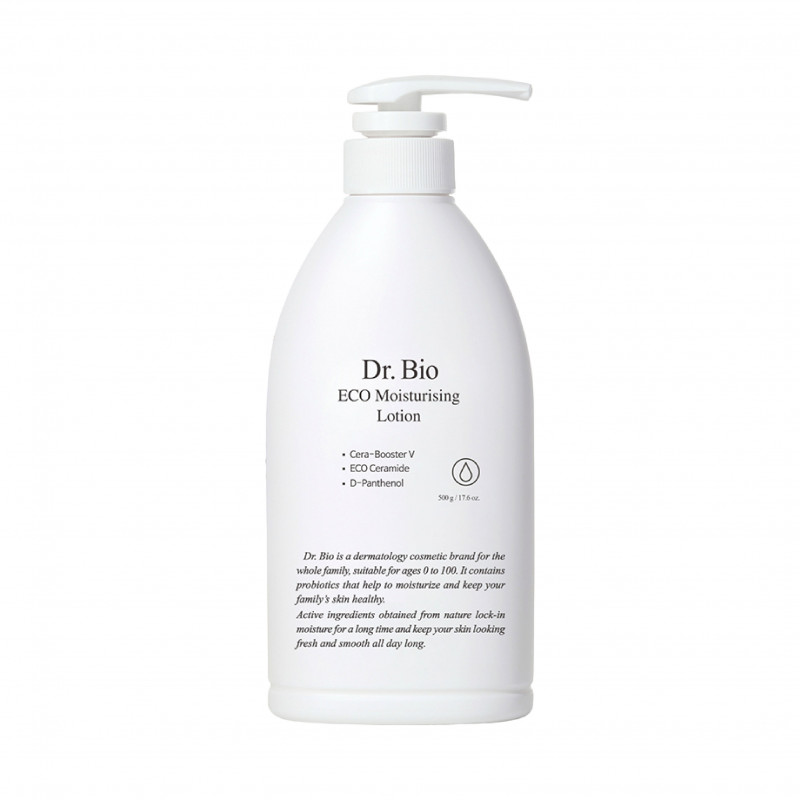 Dr. Bio
ECO Moisturising
Lotion
• Cera-Booster V
• ECO Ceramide
• D-Panthenol
500 g / 17.6 oz.
Dr. Bio is a dermatology cosmetic brand for the
whole family, suitable for ages 0 to 100. It contains
probiotics that help to moisturize and keep your
family's skin healthy.
Active ingredients obtained from nature lock-in
moisture for a long time and keep your skin looking
fresh and smooth all day long.